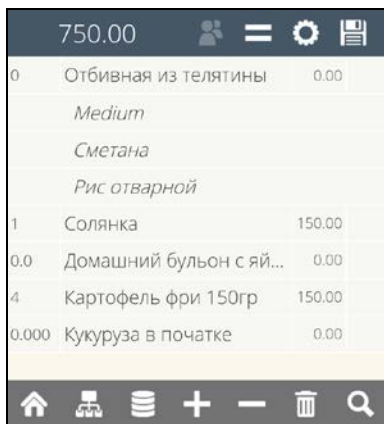 750.00
0 Отбивная из телятины 0.00
Medium
Сметана
Рис отварной
1 Солянка 150.00
0.0 Домашний бульон с яй... 0.00
4 Картофель фри 150гр 150.00
0.000 Кукуруза в початке 0.00